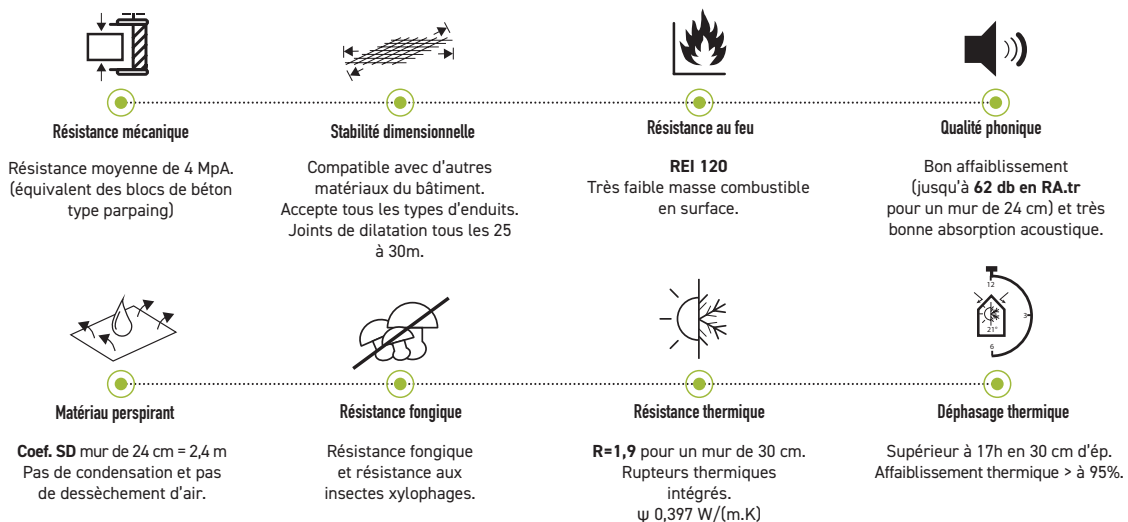 Résistance mécanique
Résistance moyenne de 4 MpA.
(équivalent des blocs de béton
type parpaing)
Stabilité dimensionnelle
Compatible avec d'autres
matériaux du bâtiment.
Accepte tous les types d'enduits.
Joints de dilatation tous les 25
à 30m.
Résistance au feu
REI 120
Très faible masse combustible
en surface.
Qualité phonique
Bon affaiblissement
(jusqu'à 62 db en RA.tr
pour un mur de 24 cm) et très
bonne absorption acoustique.
Matériau perspirant
Coef. SD mur de 24 cm = 2,4 m
Pas de condensation et pas
de dessèchement d'air.
Résistance fongique
Résistance fongique
et résistance aux
insectes xylophages.
Résistance thermique
R=1,9 pour un mur de 30 cm.
Rupteurs thermiques
intégrés.
ψ 0,397 W/(m.K)
12
3
21°
6
Déphasage thermique
Supérieur à 17h en 30 cm d'ép.
Affaiblissement thermique > à 95%.